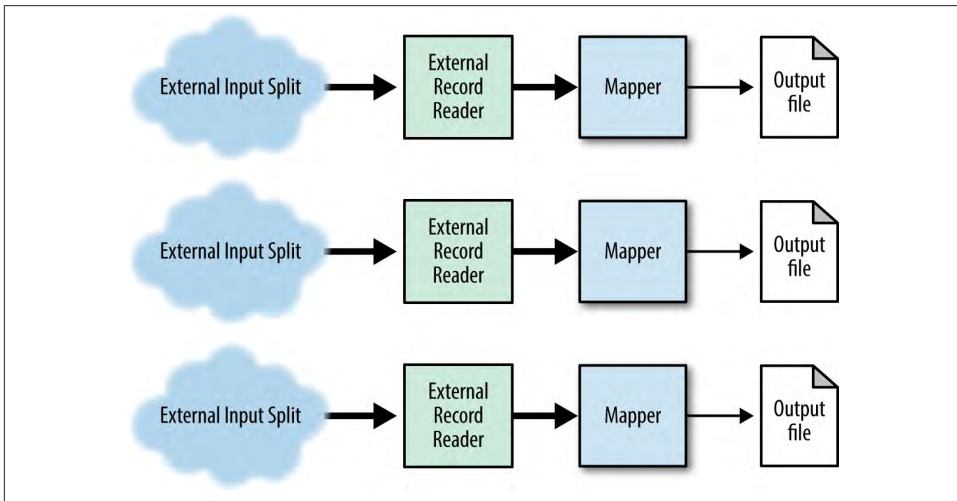 External Input Split
External
Record
Reader
Mapper
Output
file
External Input Split
External
Record
Reader
Mapper
Output
file
External Input Split
External
Record
Reader
Mapper
Output
file